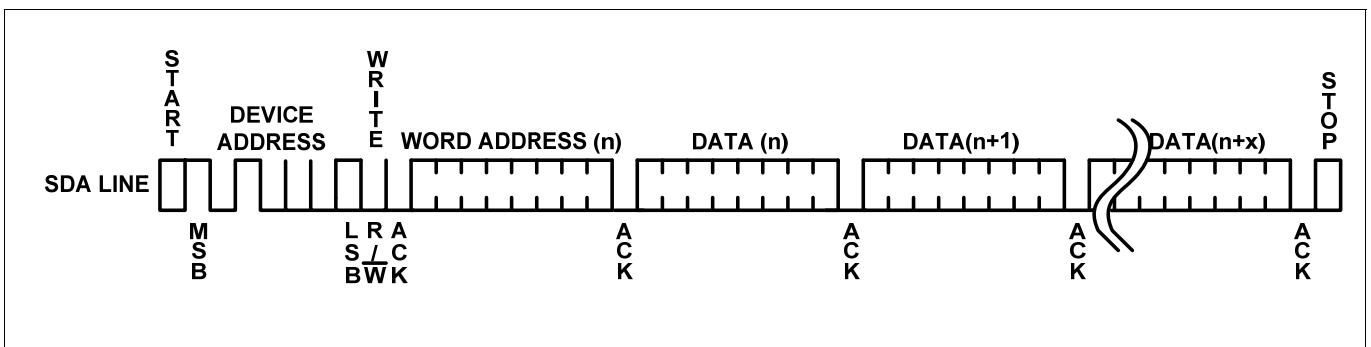 START
WRITE
STOP
DEVICE
ADDRESS
WORD ADDRESS (n)
DATA (n)
DATA(n+1)
DATA(n+x)
SDA LINE
MSB
LSB
R/W
ACK
ACK
ACK
ACK
ACK